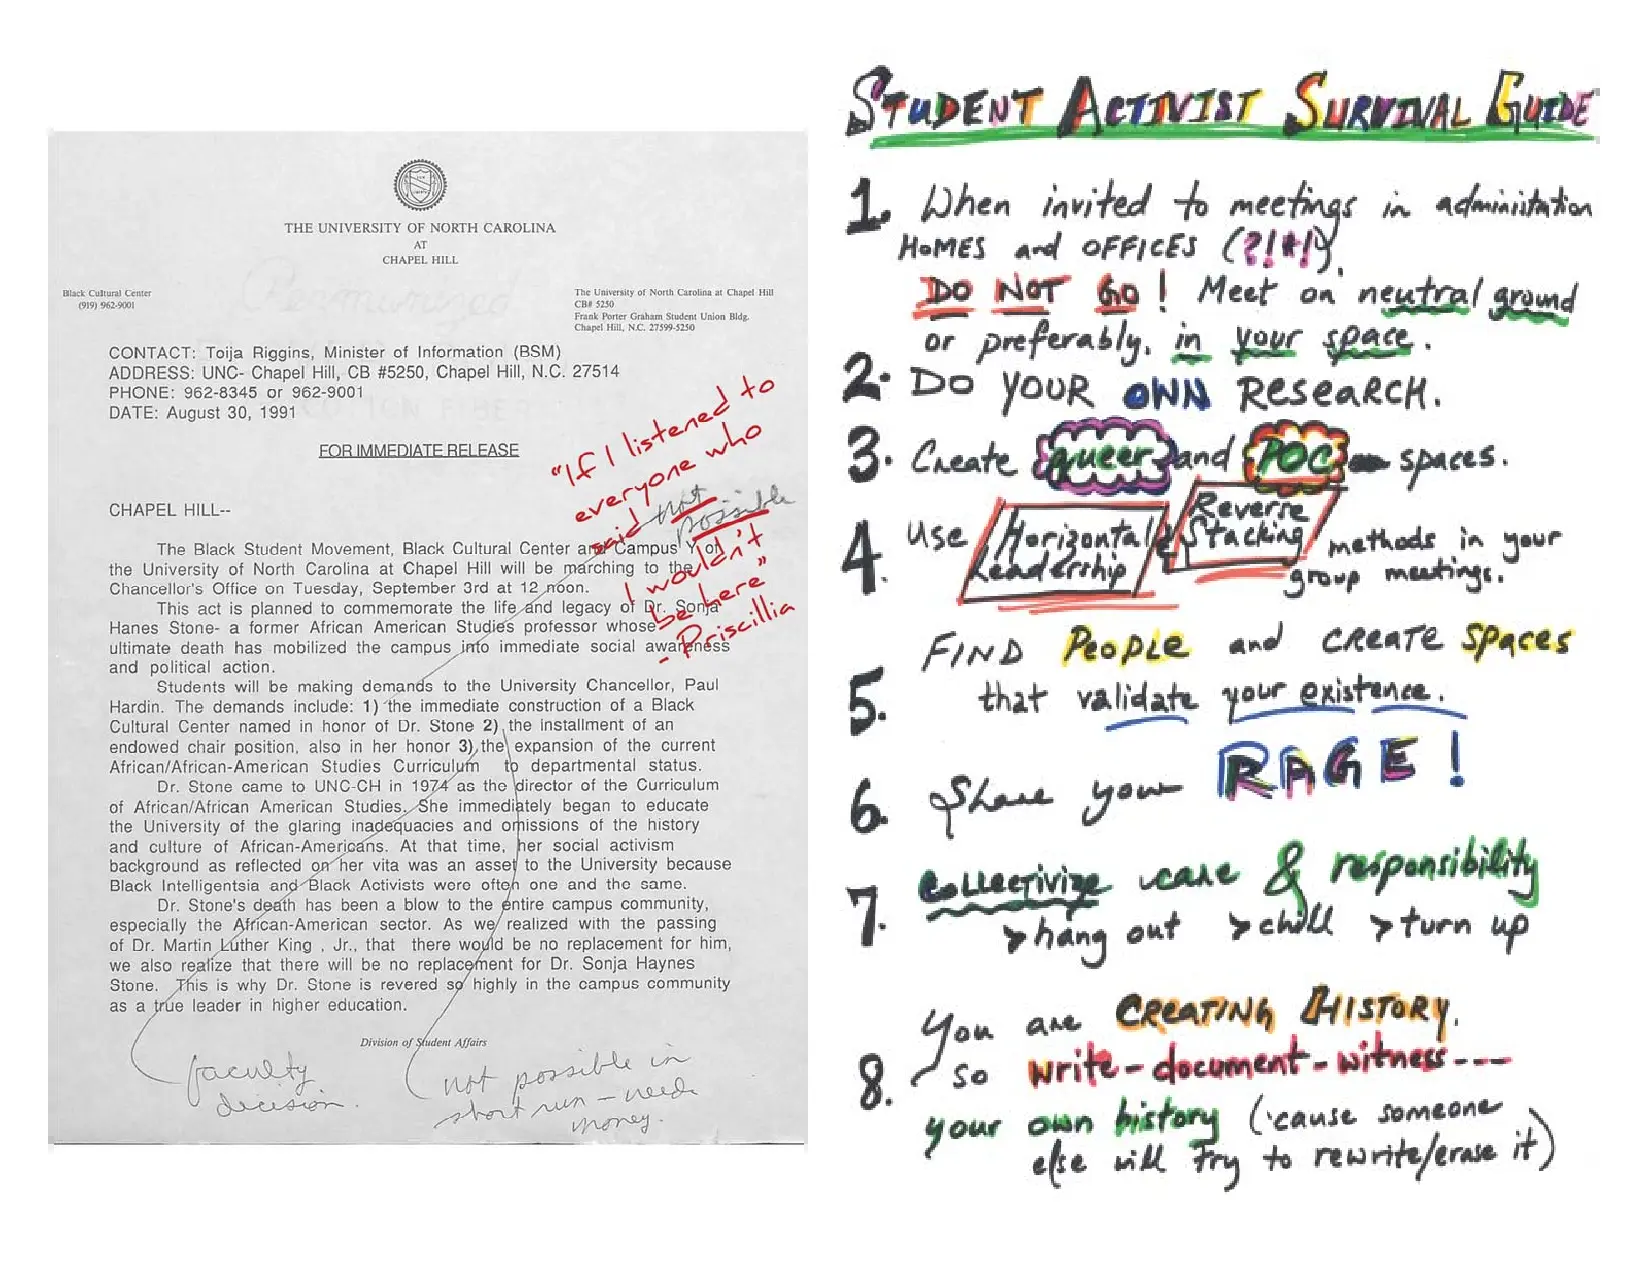 THE UNIVERSITY OF NORTH CAROLINA
AT
CHAPEL HILL
Black Cultural Center
(919) 962-9001
The University of North Carolina at Chapel Hill
CB# 5250
Frank Porter Graham Student Union Bldg.
Chapel Hill, N.C. 27599-5250
CONTACT: Toija Riggins, Minister of Information (BSM)
ADDRESS: UNC- Chapel Hill, CB #5250, Chapel Hill, N.C. 27514
PHONE: 962-8345 or 962-9001
DATE: August 30, 1991
FOR IMMEDIATE RELEASE
"If I listened to
everyone who
said not
possible
I wouldn't
be here"
- Priscillia
CHAPEL HILL--
The Black Student Movement, Black Cultural Center and Campus Y of
the University of North Carolina at Chapel Hill will be marching to the
Chancellor's Office on Tuesday, September 3rd at 12 noon.
This act is planned to commemorate the life and legacy of Dr. Sonja
Hanes Stone- a former African American Studies professor whose
ultimate death has mobilized the campus into immediate social awareness
and political action.
Students will be making demands to the University Chancellor, Paul
Hardin. The demands include: 1) the immediate construction of a Black
Cultural Center named in honor of Dr. Stone 2) the installment of an
endowed chair position, also in her honor 3) the expansion of the current
African/African-American Studies Curriculum to departmental status.
Dr. Stone came to UNC-CH in 1974 as the director of the Curriculum
of African/African American Studies. She immediately began to educate
the University of the glaring inadequacies and omissions of the history
and culture of African-Americans. At that time, her social activism
background as reflected on her vita was an asset to the University because
Black Intelligentsia and Black Activists were often one and the same.
Dr. Stone's death has been a blow to the entire campus community,
especially the African-American sector. As we realized with the passing
of Dr. Martin Luther King , Jr., that there would be no replacement for him,
we also realize that there will be no replacement for Dr. Sonja Haynes
Stone. This is why Dr. Stone is revered so highly in the campus community
as a true leader in higher education.
Division of Student Affairs
faculty
decision.
not possible in
short run - needs
money.
STUDENT ACTIVIST SURVIVAL GUIDE
1. When invited to meetings in administation
HOMES and OFFICES (?!*!),
DO NOT GO! Meet on neutral ground
or preferably, in your space.
2. DO YOUR OWN RESEARCH.
3. Create queer and POC spaces.
4. Use Horizontal Leadership & Reverse Stacking methods in your
group meetings.
5. FIND PEOPLE and CREATE SPACES
that validate your existence.
6. Share your RAGE!
7. Collectivize care & responsibility
>hang out >chill >turn up
8. You are CREATING HISTORY.
So write-document-witness---
your own history ('cause someone
else will try to rewrite/erase it)